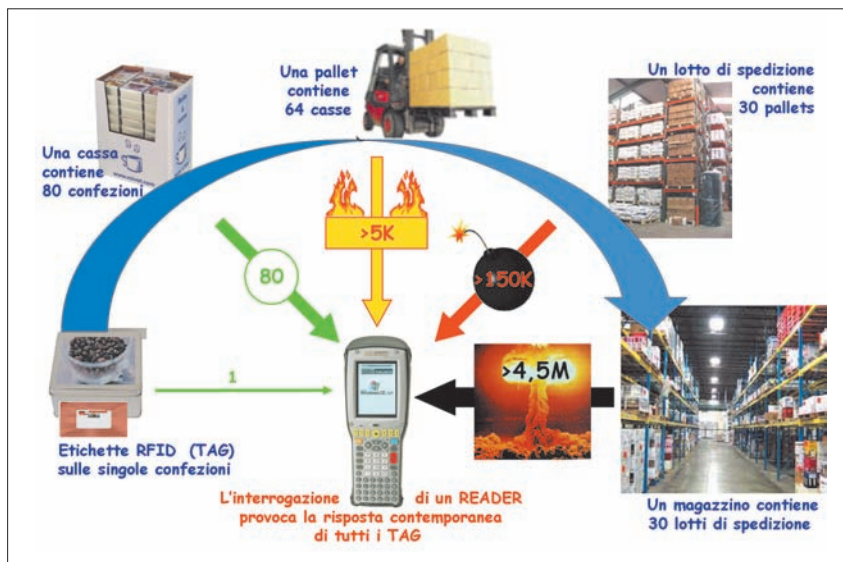 Una pallet
contiene
64 casse
Un lotto di spedizione
contiene
30 pallets
Una cassa
contiene
80 confezioni
>5K
80
>150K
1
>4,5M
Etichette RFID (TAG)
sulle singole confezioni
L'interrogazione di un READER
provoca la risposta contemporanea
di tutti i TAG
Un magazzino contiene
30 lotti di spedizione